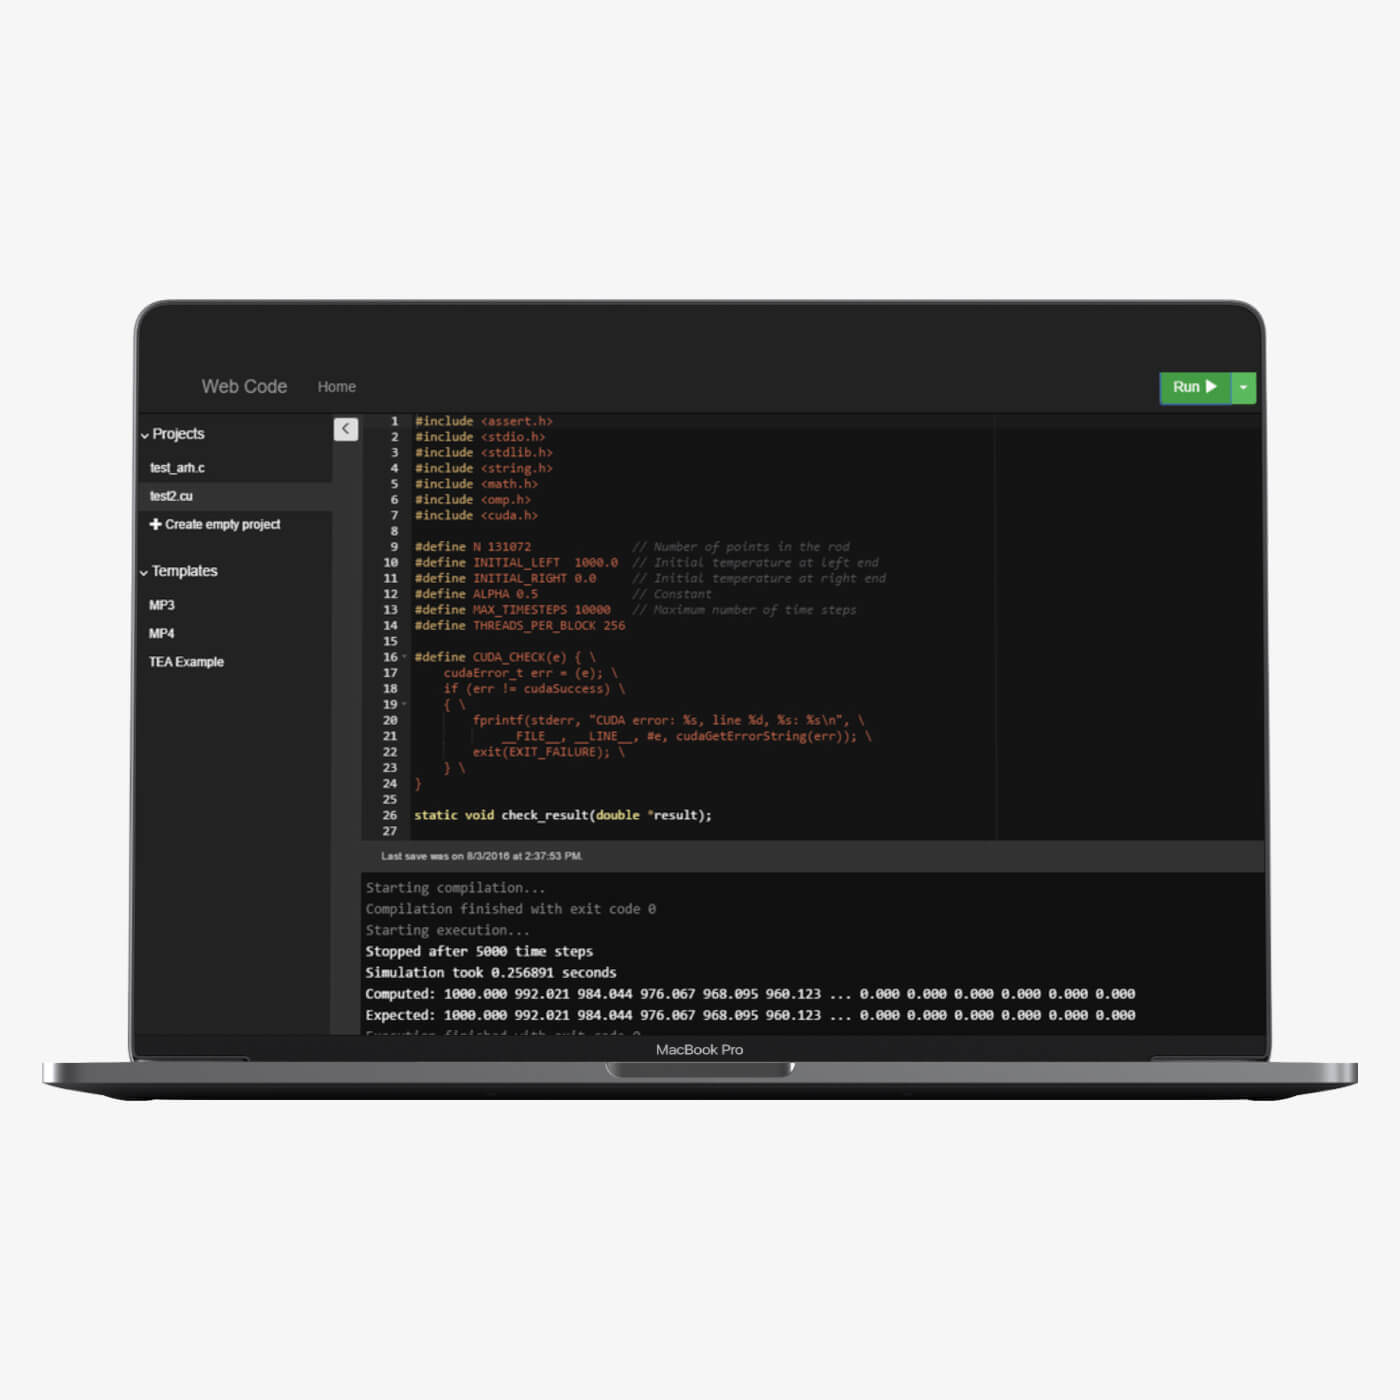 Web Code Home Run
Projects
test_arh.c
test2.cu
Create empty project
Templates
MP3
MP4
TEA Example
1 #include <assert.h>
2 #include <stdio.h>
3 #include <stdlib.h>
4 #include <string.h>
5 #include <math.h>
6 #include <omp.h>
7 #include <cuda.h>
8
9 #define N 131072 // Number of points in the rod
10 #define INITIAL_LEFT 1000.0 // Initial temperature at left end
11 #define INITIAL_RIGHT 0.0 // Initial temperature at right end
12 #define ALPHA 0.5 // Constant
13 #define MAX_TIMESTEPS 10000 // Maximum number of time steps
14 #define THREADS_PER_BLOCK 256
15
16 #define CUDA_CHECK(e) { \
17 cudaError_t err = (e); \
18 if (err != cudaSuccess) \
19 { \
20 fprintf(stderr, "CUDA error: %s, line %d, %s: %s\n", \
21 __FILE__, __LINE__, #e, cudaGetErrorString(err)); \
22 exit(EXIT_FAILURE); \
23 } \
24 }
25
26 static void check_result(double *result);
27
Last save was on 8/3/2016 at 2:37:53 PM.
Starting compilation...
Compilation finished with exit code 0
Starting execution...
Stopped after 5000 time steps
Simulation took 0.256891 seconds
Computed: 1000.000 992.021 984.044 976.067 968.095 960.123 ... 0.000 0.000 0.000 0.000 0.000 0.000
Expected: 1000.000 992.021 984.044 976.067 968.095 960.123 ... 0.000 0.000 0.000 0.000 0.000 0.000
Execution finished with exit code 0
MacBook Pro